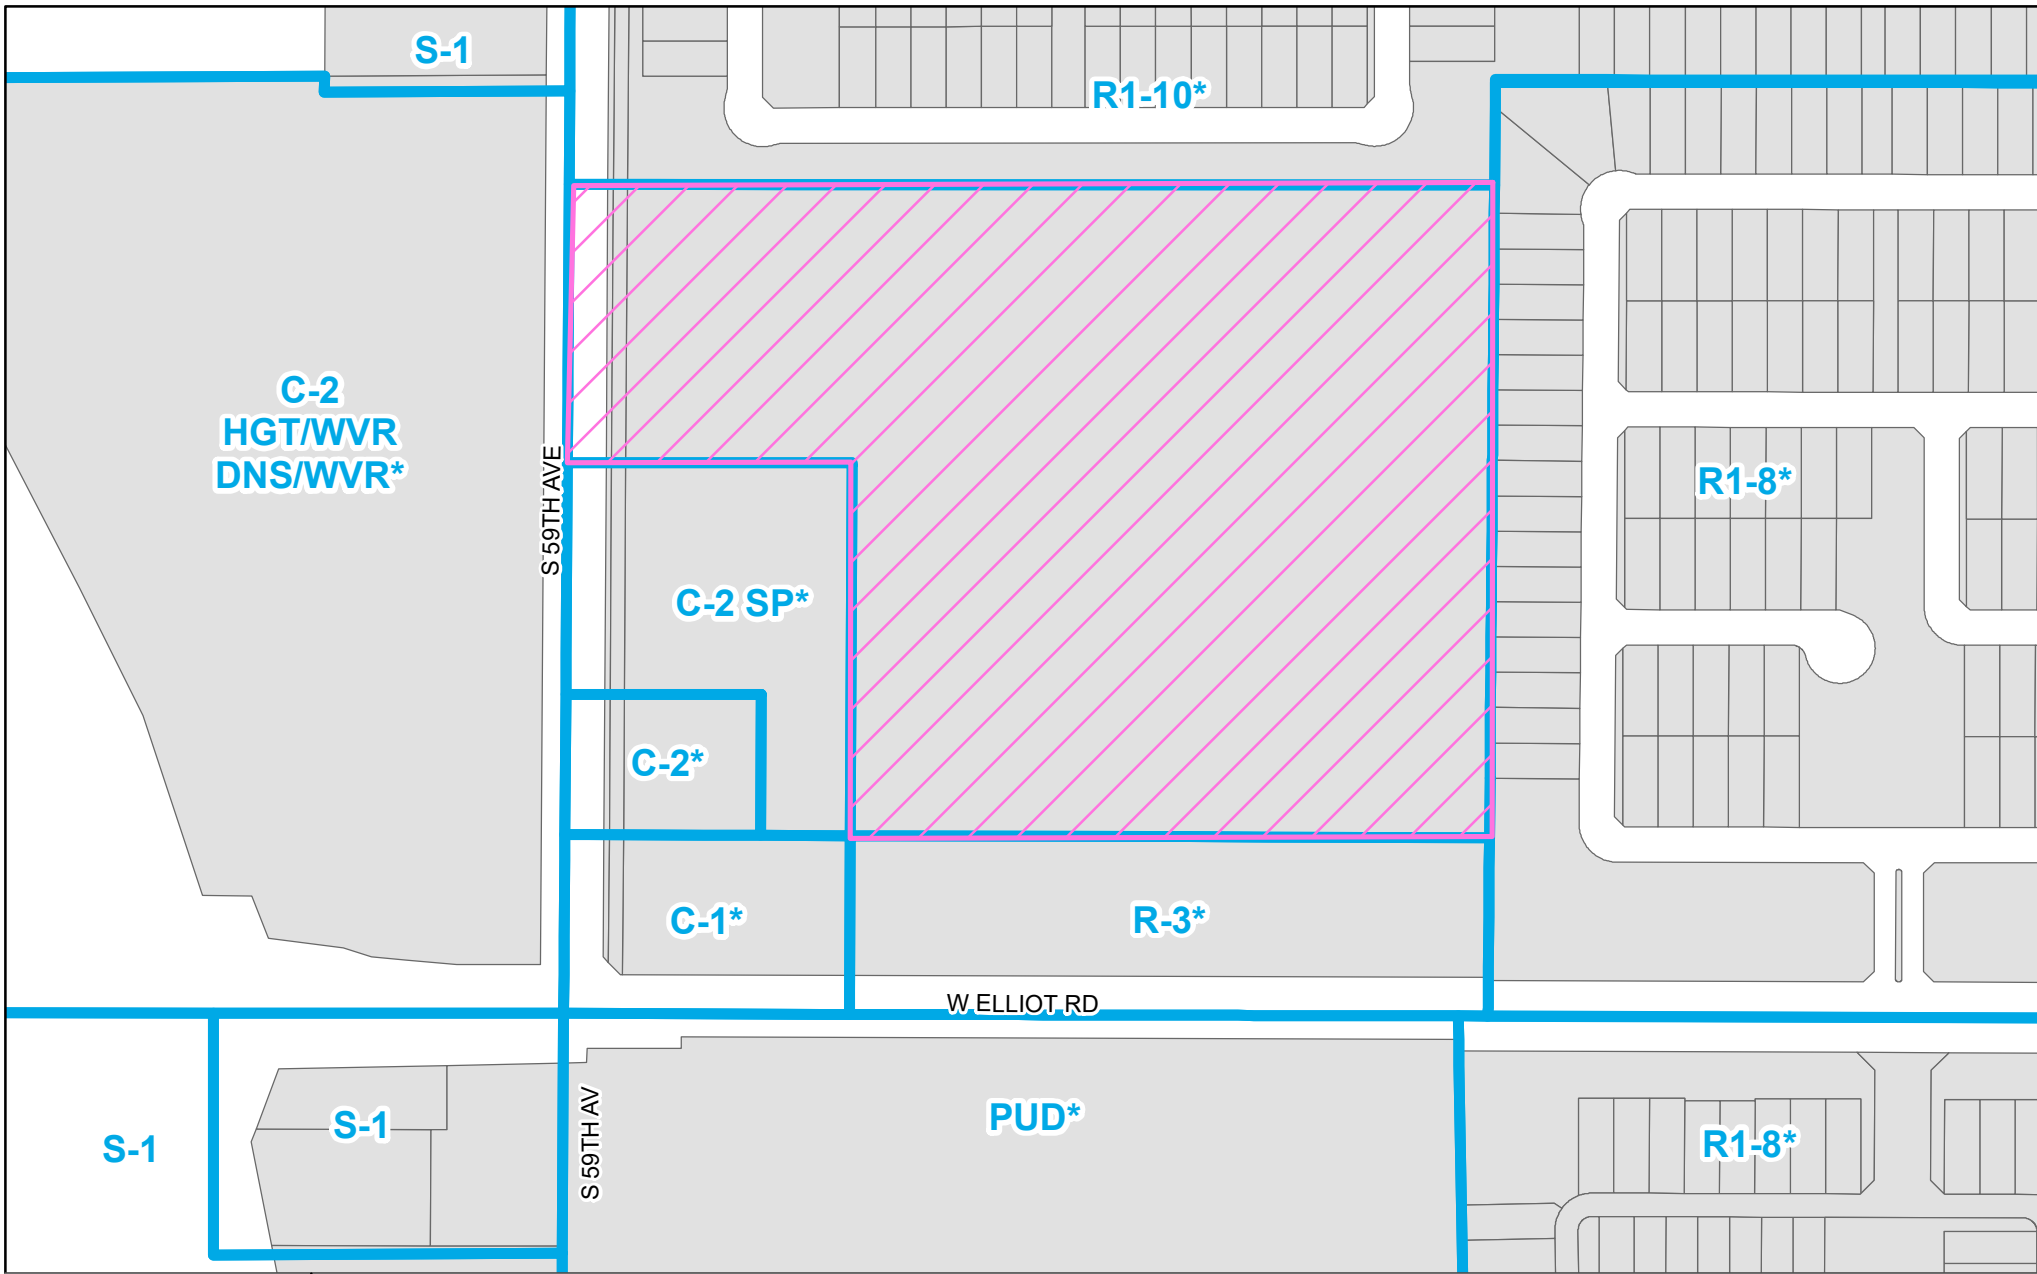 S-1
R1-10*
C-2
HGT/WVR
DNS/WVR*
S 59TH AVE
R1-8*
C-2 SP*
C-2*
C-1*
R-3*
W ELLIOT RD
S-1
S-1
S 59TH AV
PUD*
R1-8*